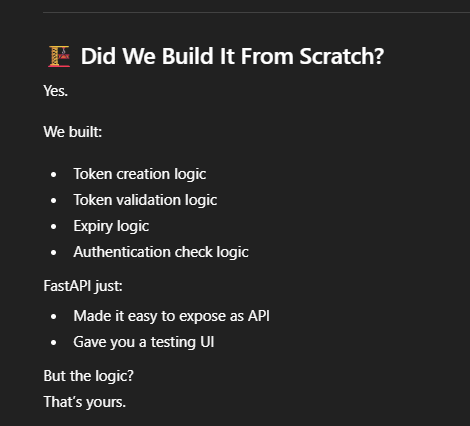 🏗️ Did We Build It From Scratch?
Yes.
We built:
• Token creation logic
• Token validation logic
• Expiry logic
• Authentication check logic
FastAPI just:
• Made it easy to expose as API
• Gave you a testing UI
But the logic?
That's yours.